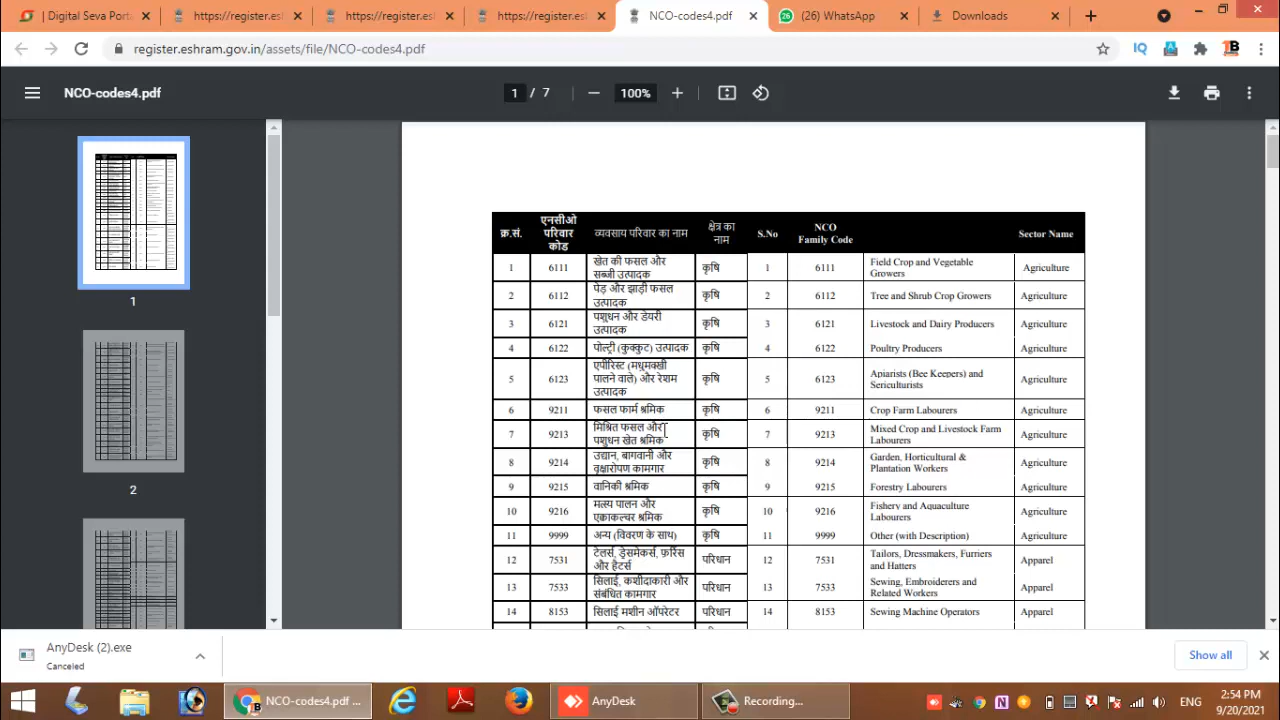 | Digital Seva Porta
https://register.esh
https://register.esh
https://register.esh
NCO-codes4.pdf
(26) WhatsApp
Downloads
register.eshram.gov.in/assets/file/NCO-codes4.pdf
IQ
NCO-codes4.pdf
1 / 7
100%
क्र.सं. एनसीओ परिवार कोड व्यवसाय परिवार का नाम क्षेत्र का नाम S.No NCO Family Code Sector Name
1 6111 खेत की फसल और सब्जी उत्पादक कृषि 1 6111 Field Crop and Vegetable Growers Agriculture
2 6112 पेड़ और झाड़ी फसल उत्पादक कृषि 2 6112 Tree and Shrub Crop Growers Agriculture
3 6121 पशुधन और डेयरी उत्पादक कृषि 3 6121 Livestock and Dairy Producers Agriculture
4 6122 पोल्ट्री (कुक्कुट) उत्पादक कृषि 4 6122 Poultry Producers Agriculture
5 6123 एपीरिस्ट (मधुमक्खी पालने वाले) और रेशम उत्पादक कृषि 5 6123 Apiarists (Bee Keepers) and Sericulturists Agriculture
6 9211 फसल फार्म श्रमिक कृषि 6 9211 Crop Farm Labourers Agriculture
7 9213 मिश्रित फसल और पशुधन खेत श्रमिक कृषि 7 9213 Mixed Crop and Livestock Farm Labourers Agriculture
8 9214 उद्यान, बागवानी और वृक्षारोपण कामगार कृषि 8 9214 Garden, Horticultural & Plantation Workers Agriculture
9 9215 वानिकी श्रमिक कृषि 9 9215 Forestry Labourers Agriculture
10 9216 मत्स्य पालन और एक्राकल्चर श्रमिक कृषि 10 9216 Fishery and Aquaculture Labourers Agriculture
11 9999 अन्य (विवरण के साथ) कृषि 11 9999 Other (with Description) Agriculture
12 7531 टेलर्स, ड्रेसमेकर्स, फ़रिंस और हैटर्स परिधान 12 7531 Tailors, Dressmakers, Furriers and Hatters Apparel
13 7533 सिलाई, कशीदाकारी और संबंधित कामगार परिधान 13 7533 Sewing, Embroiderers and Related Workers Apparel
14 8153 सिलाई मशीन ऑपरेटर परिधान 14 8153 Sewing Machine Operators Apparel
1
2
AnyDesk (2).exe
Canceled
Show all
NCO-codes4.pdf ...
AnyDesk
Recording...
ENG
2:54 PM
9/20/2021